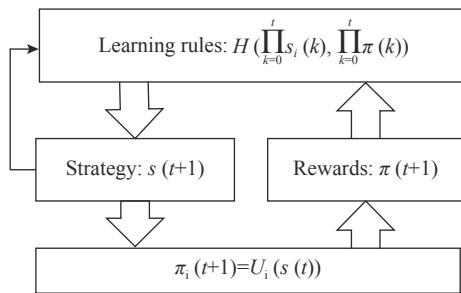 Learning rules: H (∏_{k=0}^{t} s_i (k), ∏_{k=0}^{t} π (k))
Strategy: s (t+1)
Rewards: π (t+1)
π_i (t+1)=U_i (s (t))